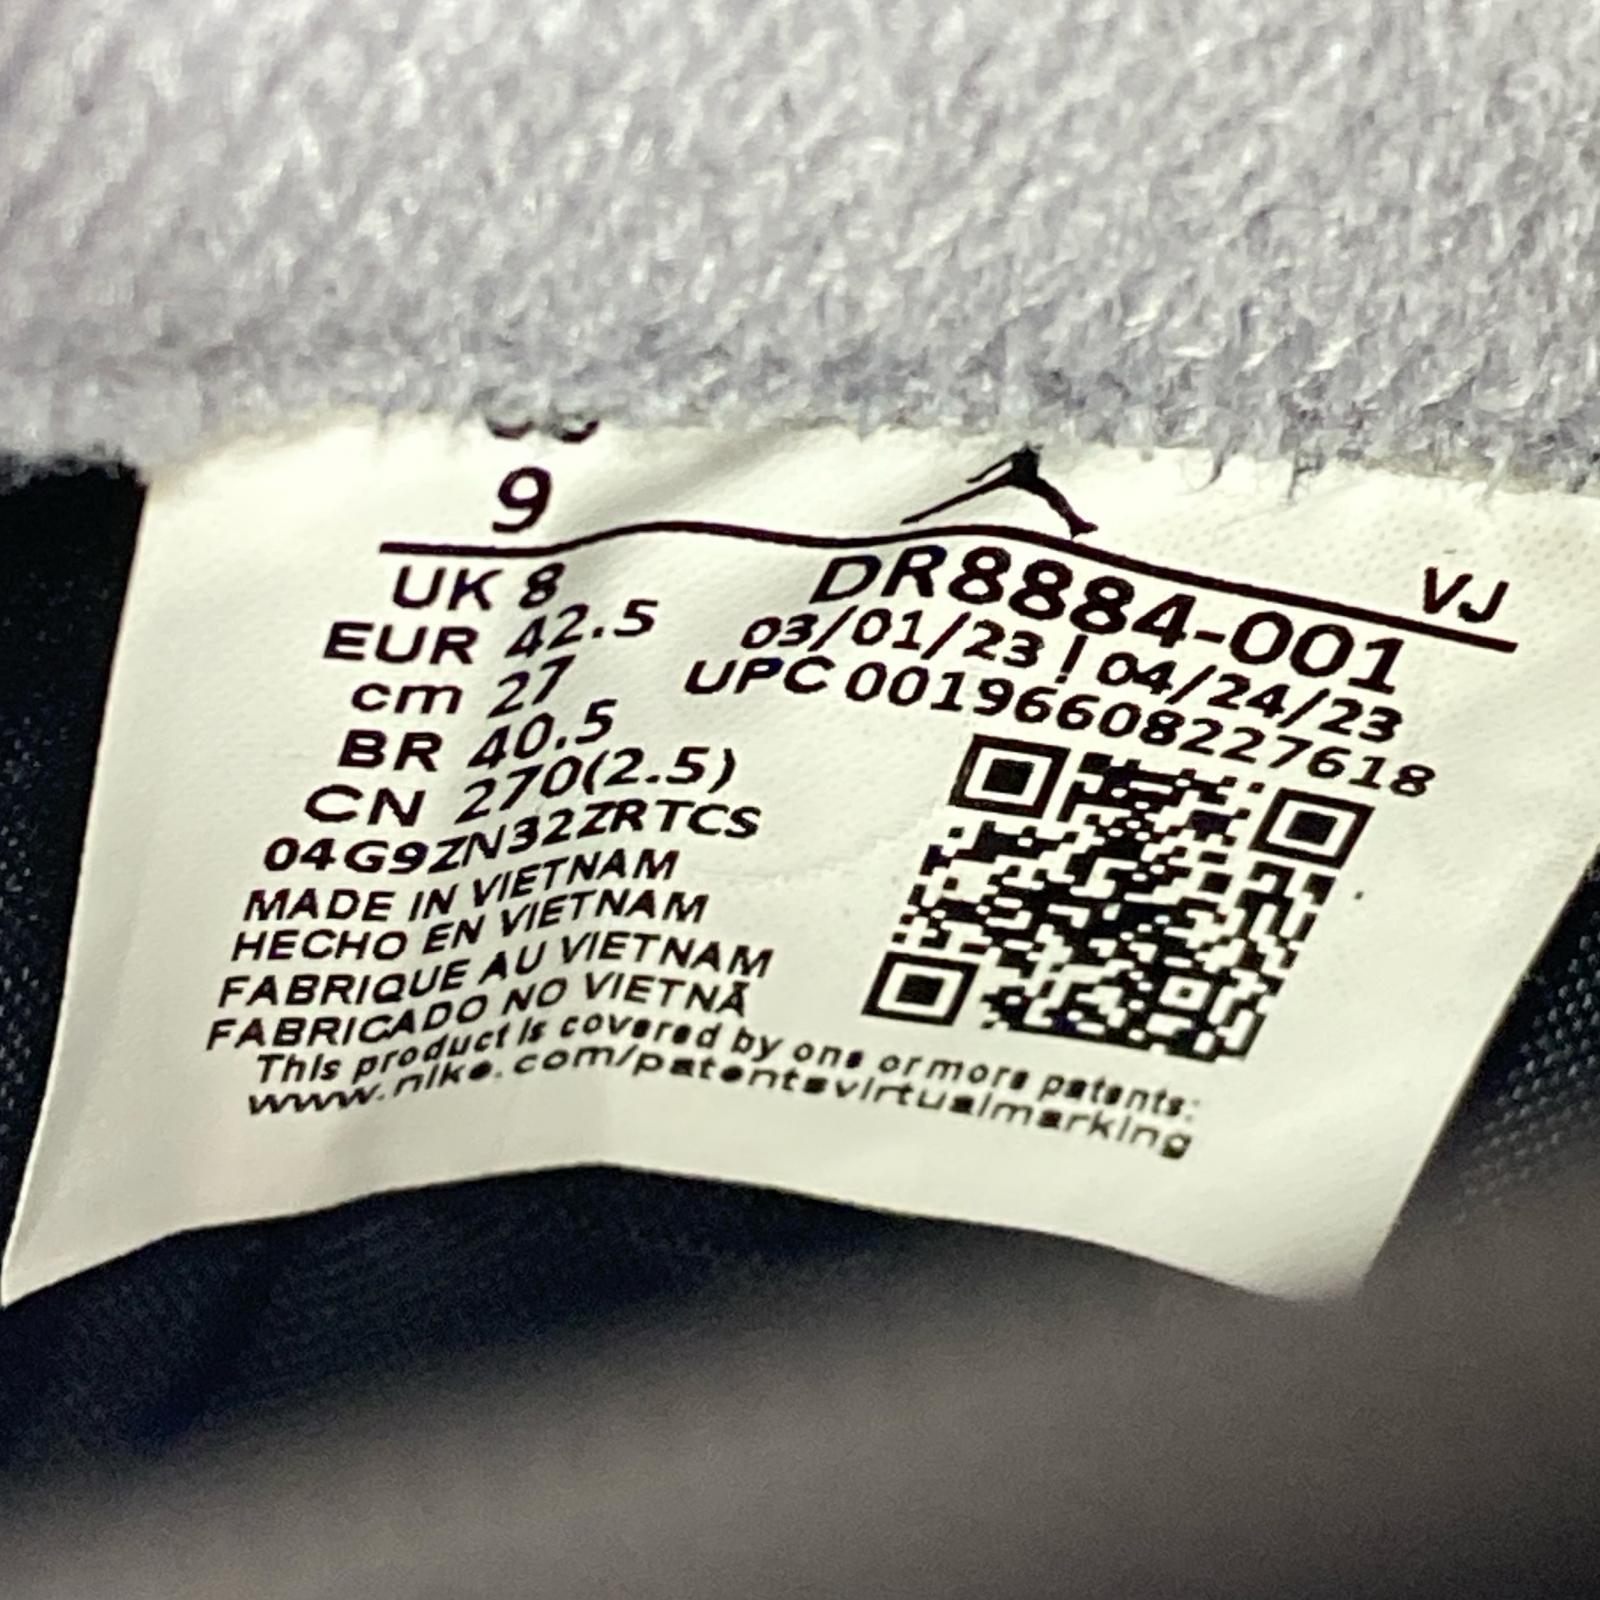 9
VJ
UK 8
DR8884-001
EUR 42.5
03/01/23 | 04/24/23
cm 27
UPC 00196608227618
BR 40.5
CN 270(2.5)
04G9ZN32ZRTCS
MADE IN VIETNAM
HECHO EN VIETNAM
FABRIQUE AU VIETNAM
FABRICADO NO VIETNÃ
This product is covered by one or more patents:
www.nike.com/patentsvirtualmarking